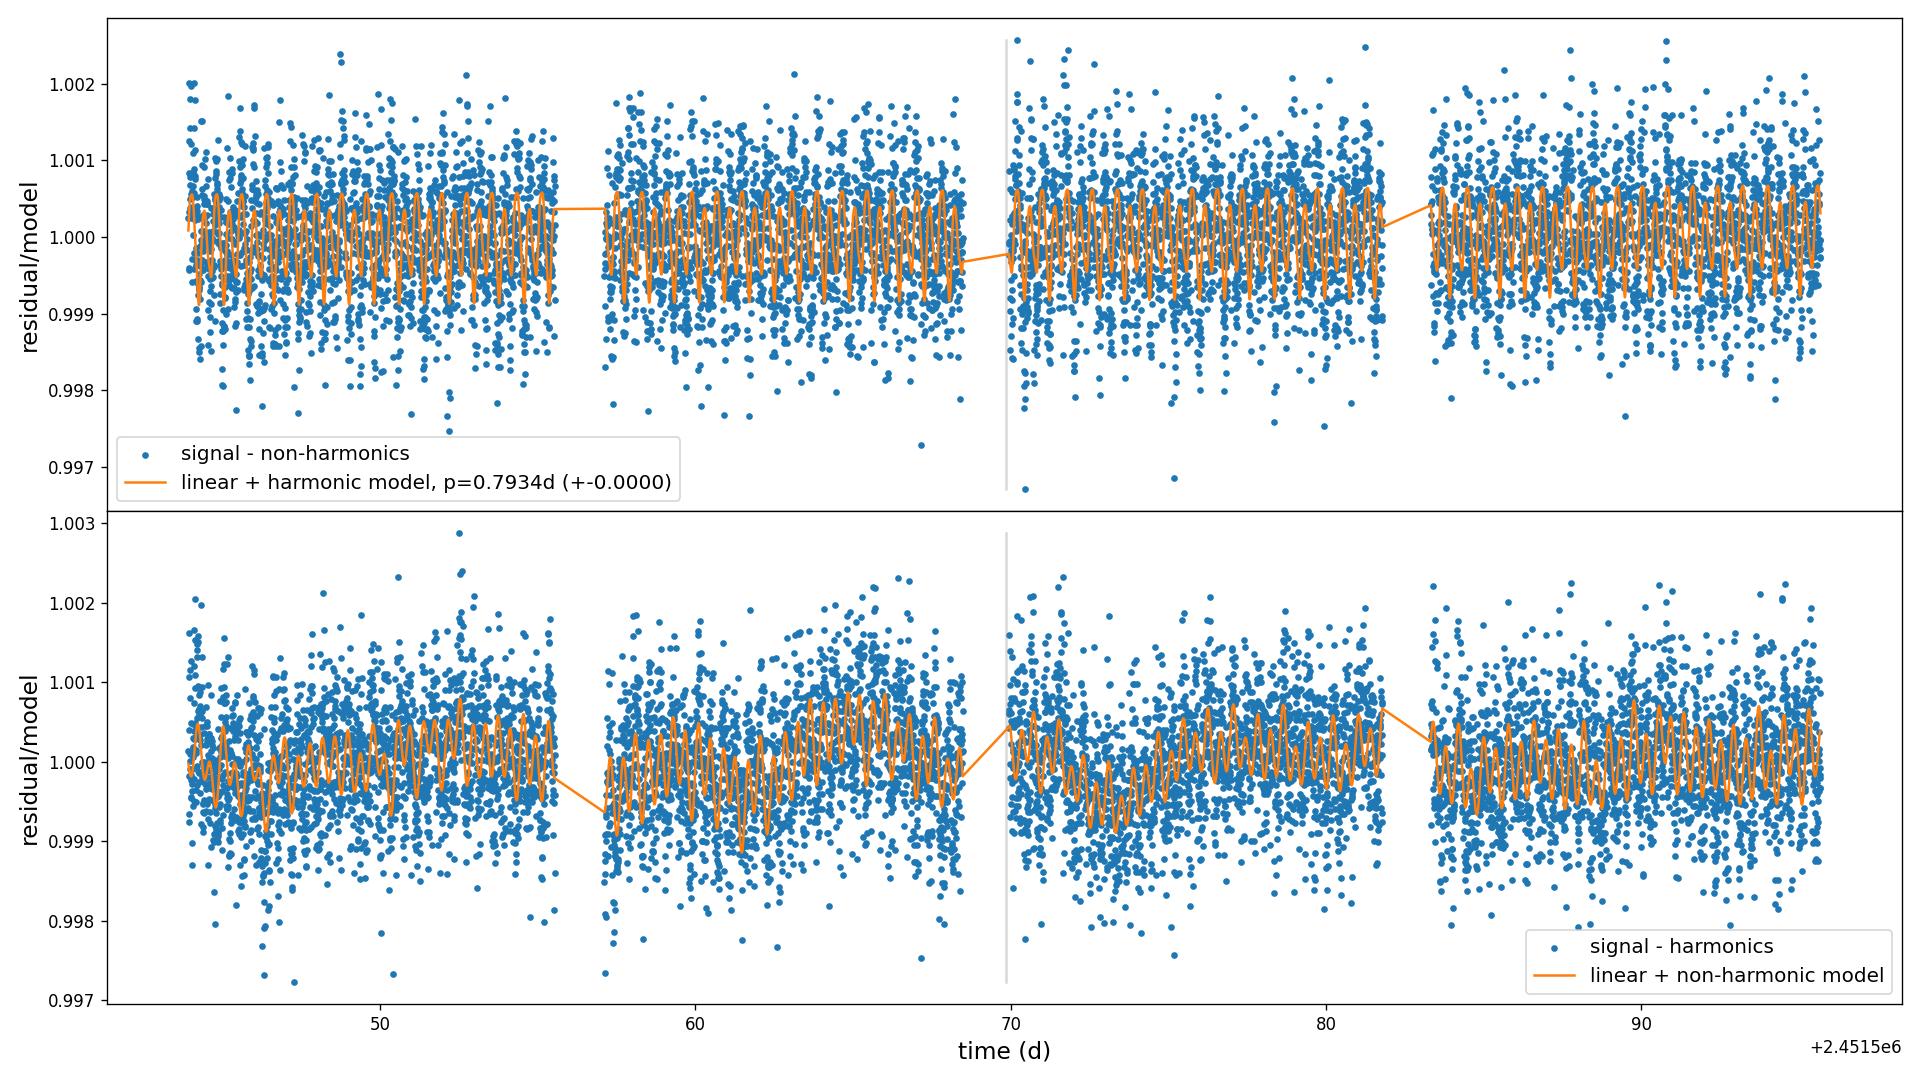 1.002
1.001
1.000
0.999
0.998
0.997
residual/model
signal - non-harmonics
linear + harmonic model, p=0.7934d (+-0.0000)
1.003
1.002
1.001
1.000
0.999
0.998
0.997
residual/model
signal - harmonics
linear + non-harmonic model
50 60 70 80 90
time (d)
+2.4515e6